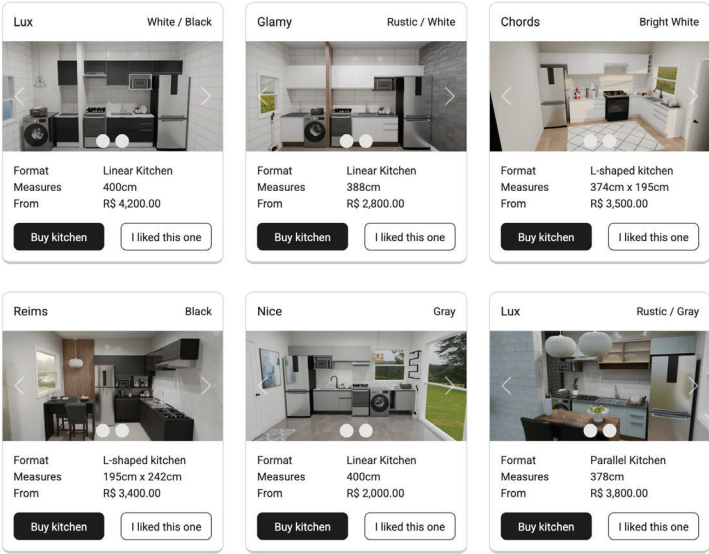 Lux White / Black
Format Linear Kitchen
Measures 400cm
From R$ 4,200.00
Buy kitchen I liked this one
Glamy Rustic / White
Format Linear Kitchen
Measures 388cm
From R$ 2,800.00
Buy kitchen I liked this one
Chords Bright White
Format L-shaped kitchen
Measures 374cm x 195cm
From R$ 3,500.00
Buy kitchen I liked this one
Reims Black
Format L-shaped kitchen
Measures 195cm x 242cm
From R$ 3,400.00
Buy kitchen I liked this one
Nice Gray
Format Linear Kitchen
Measures 400cm
From R$ 2,000.00
Buy kitchen I liked this one
Lux Rustic / Gray
Format Parallel Kitchen
Measures 378cm
From R$ 3,800.00
Buy kitchen I liked this one